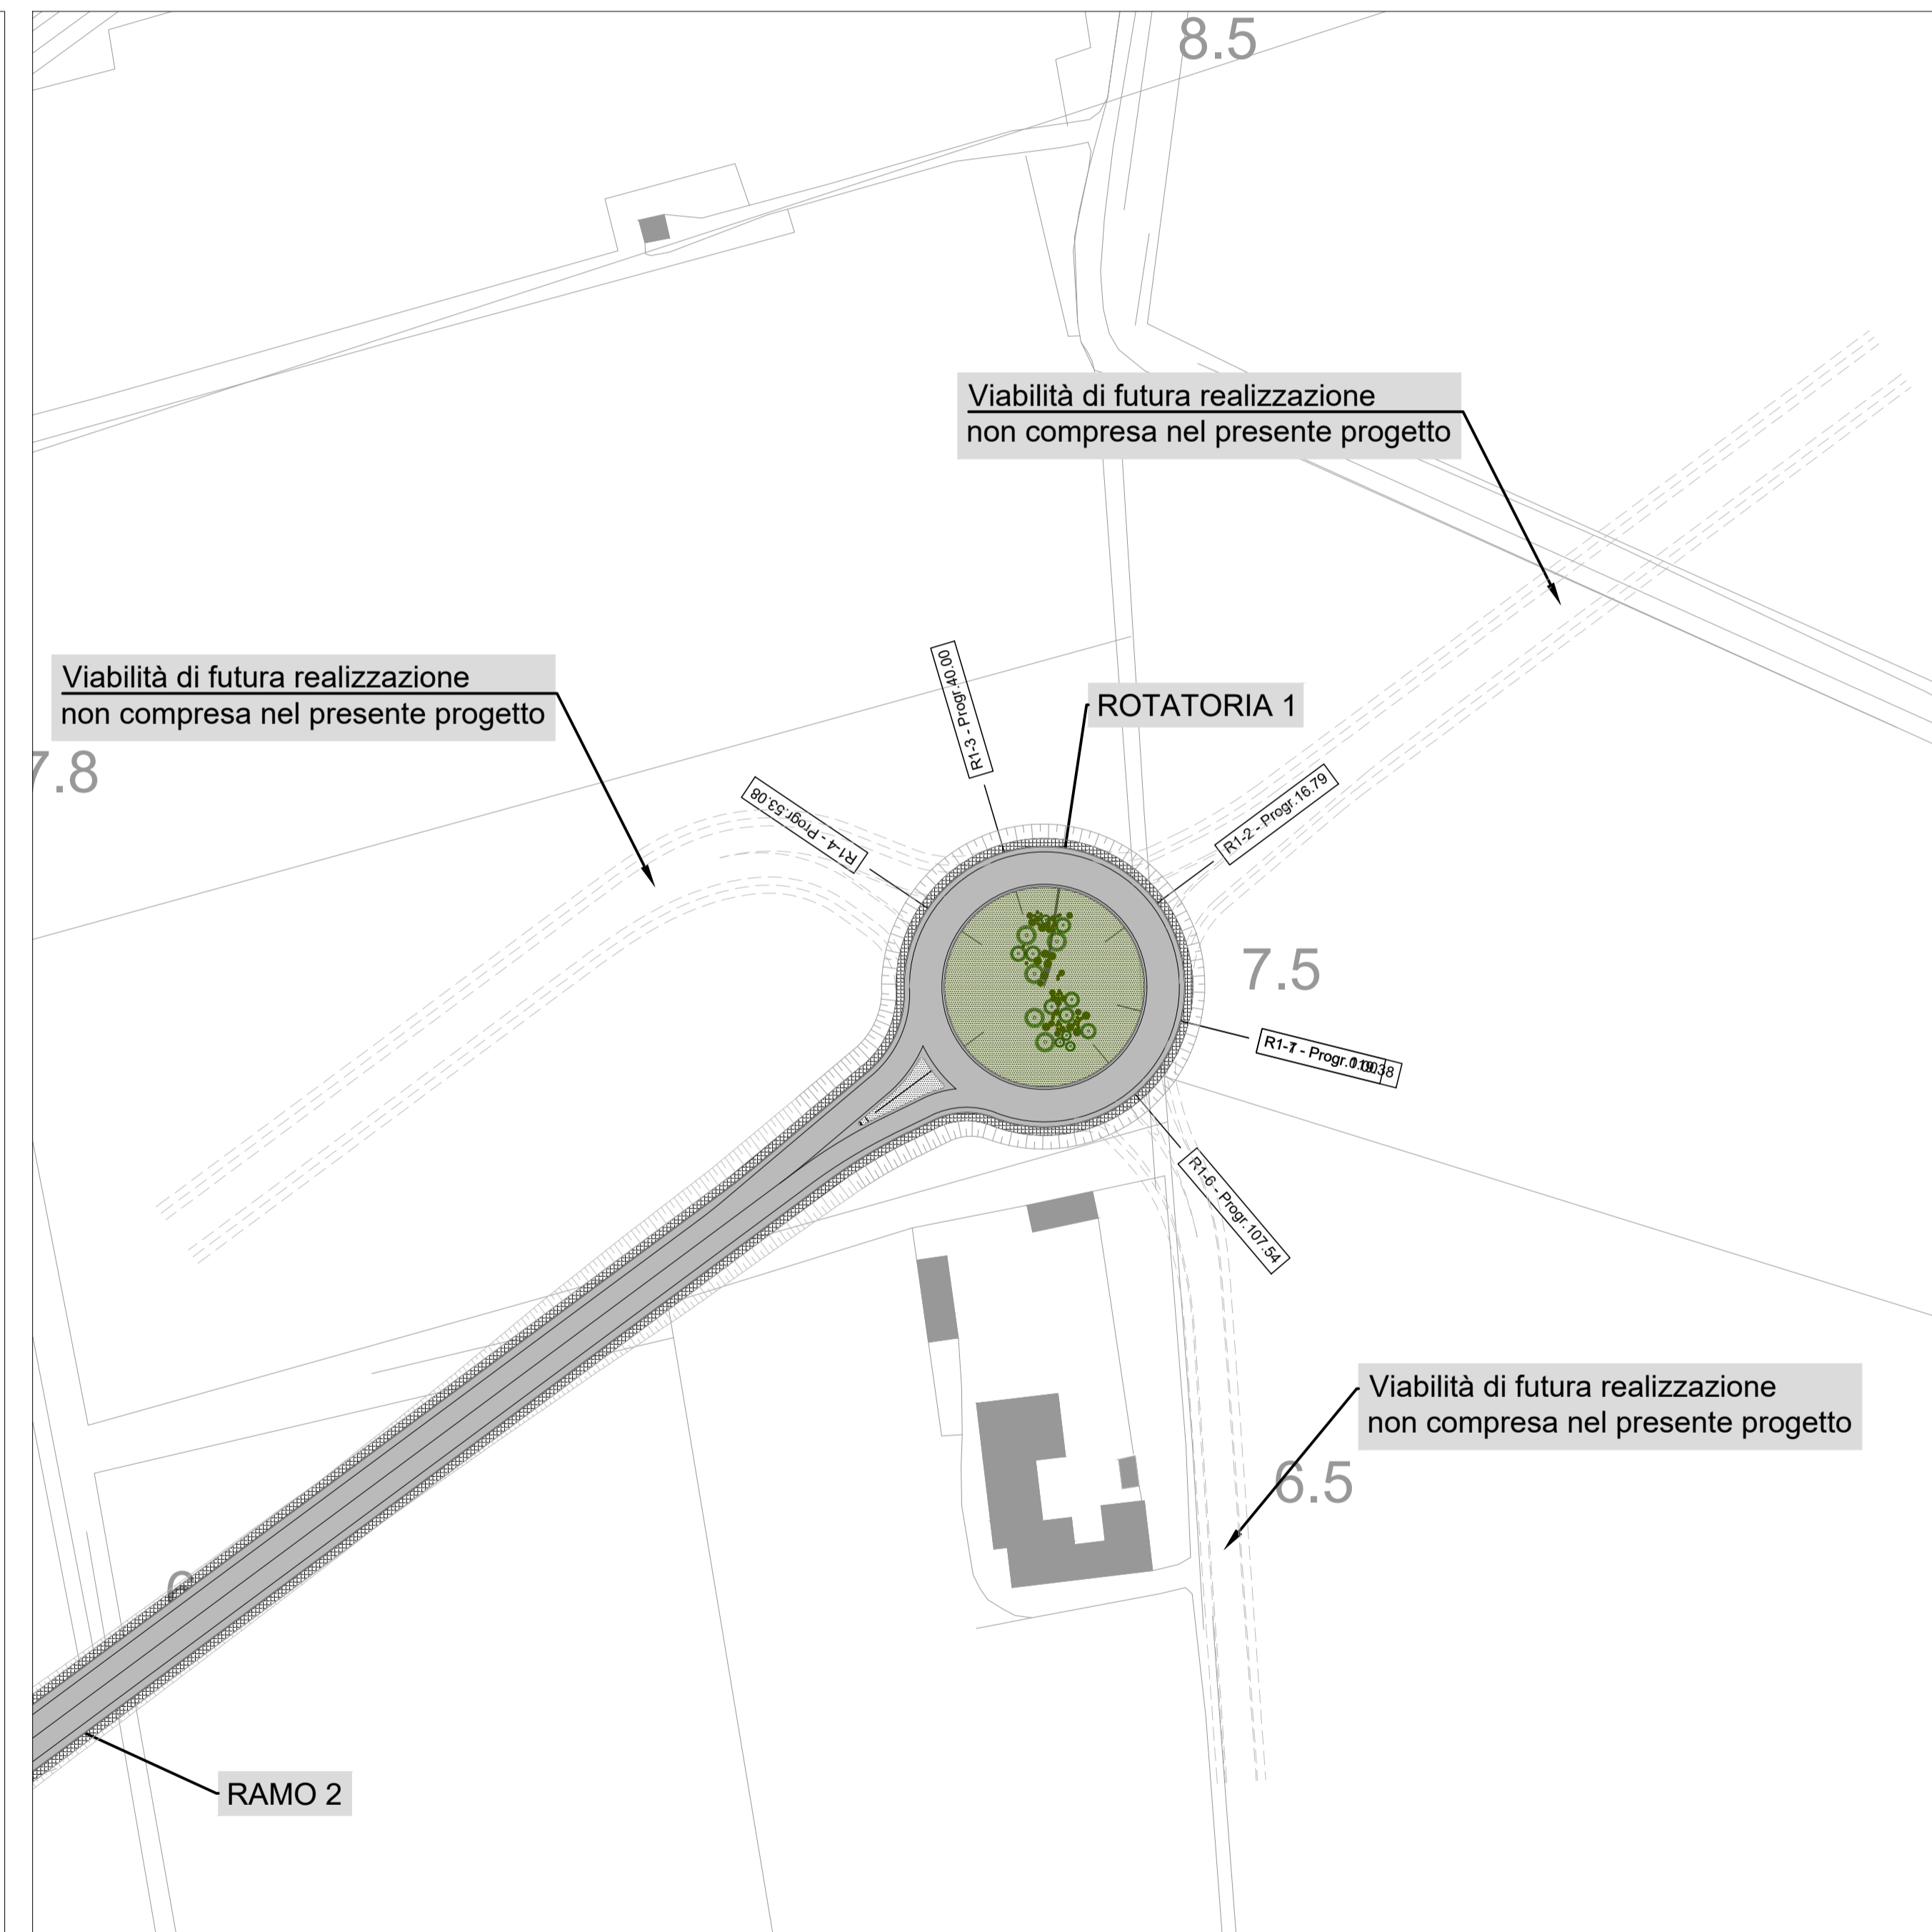 8.5
Viabilità di futura realizzazione
non compresa nel presente progetto
Viabilità di futura realizzazione
non compresa nel presente progetto
7.8
R1-3 - Progr.40.00
ROTATORIA 1
R1-4 - Progr.53.08
R1-2 - Progr.16.79
7.5
R1-6 - Progr.107.54
Viabilità di futura realizzazione
non compresa nel presente progetto
6.5
RAMO 2